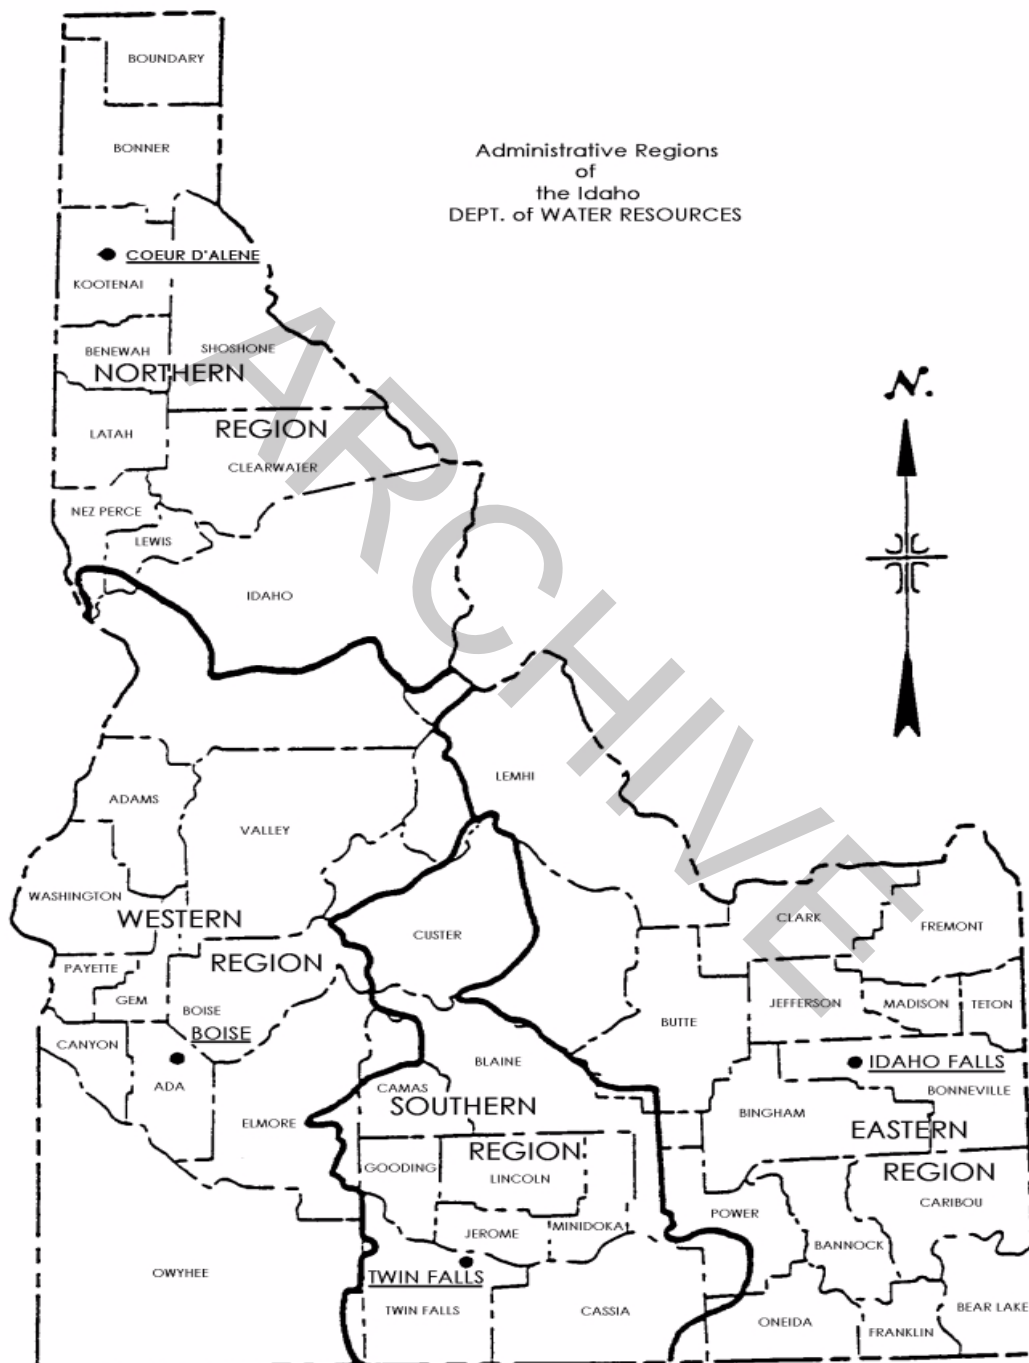 BOUNDARY
BONNER
Administrative Regions
of
the Idaho
DEPT. of WATER RESOURCES
COEUR D'ALENE
KOOTENAI
BENEWAH
SHOSHONE
NORTHERN
REGION
N.
LATAH
CLEARWATER
NEZ PERCE
LEWIS
IDAHO
ARCHIVE
LEMHI
ADAMS
VALLEY
WASHINGTON
WESTERN
REGION
CUSTER
CLARK
FREMONT
PAYETTE
GEM
BOISE
BOISE
JEFFERSON
MADISON
TETON
BUTTE
CANYON
ADA
BLAINE
IDAHO FALLS
BONNEVILLE
CAMAS
SOUTHERN
REGION
BINGHAM
EASTERN
REGION
ELMORE
GOODING
LINCOLN
CARIBOU
POWER
JEROME
MINIDOKA
BANNOCK
OWYHEE
TWIN FALLS
TWIN FALLS
CASSIA
ONEIDA
FRANKLIN
BEAR LAKE